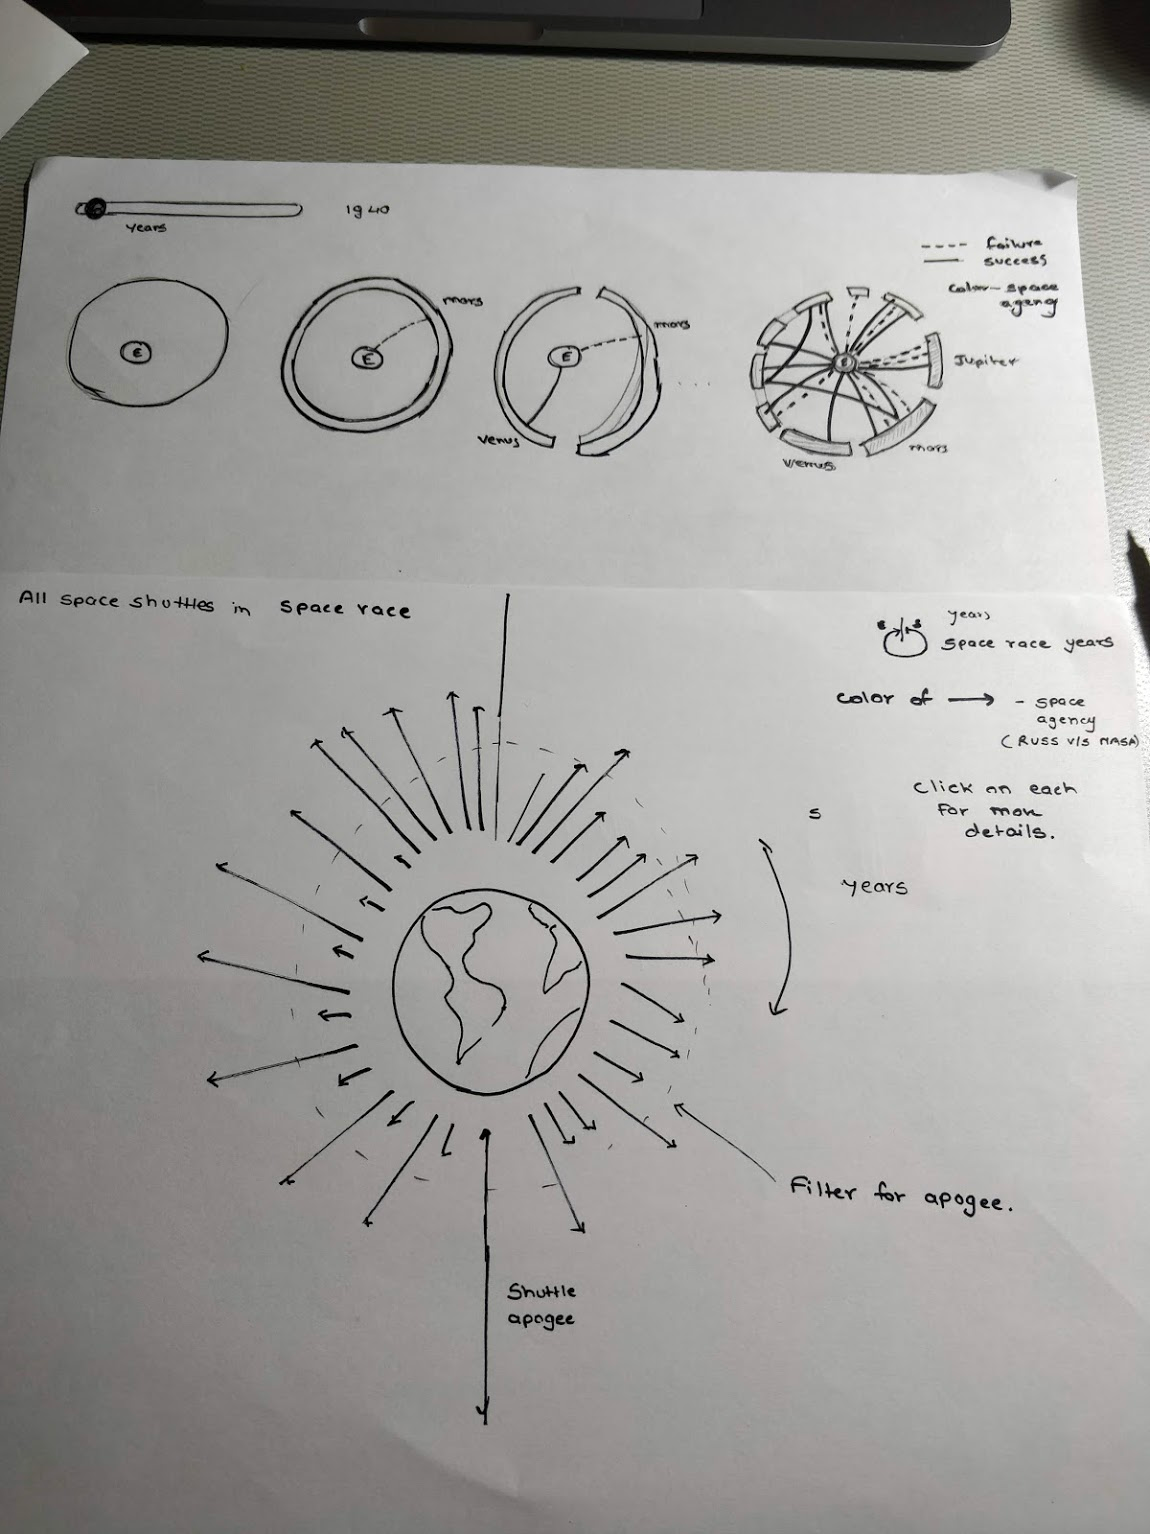 1940
years
---- failure
—— success
Color - space
agency
mars
E
E
mars
E
venus
E
Jupiter
mars
Venus
All space shuttles in space race
years
E S
Space race years
Color of → - space
agency
(RUSS v/s NASA)
Click on each
for more
details.
s
years
Filter for apogee.
Shuttle
apogee